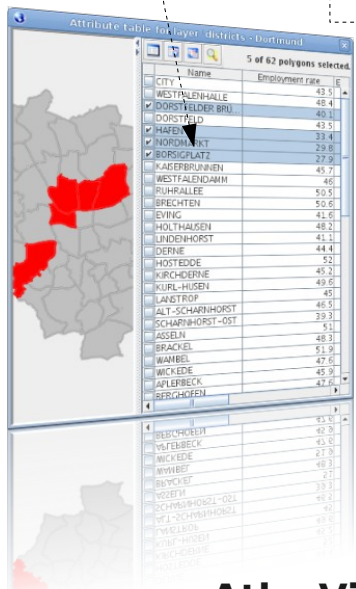 Attribute table for layer 'districts - Dortmund
5 of 62 polygons selected.
Name Employment rate E
CITY 43.5
WESTFALENHALLE 48.4
DORSTFELDER BRÜ... 40.1
DORSTFELD 43.5
HAFEN 33.4
NORDMARKT 29.8
BORSIGPLATZ 27.9
KAISERBRUNNEN 45.7
WESTFALENDAMM 46
RUHRALLEE 50.5
BRECHTEN 50.6
EVING 41.6
HOLTHAUSEN 48.2
LINDENHORST 41.1
DERNE 44.4
HOSTEDDE 52
KIRCHDERNE 45.2
KURL-HUSEN 49.6
LANSTROP 45
ALT-SCHARNHORST 46.5
SCHARNHORST-OST 39.3
ASSELN 51
BRACKEL 48.3
WAMBEL 51.9
WICKEDE 45.9
APLERBECK 47.6
BERGHOFEN